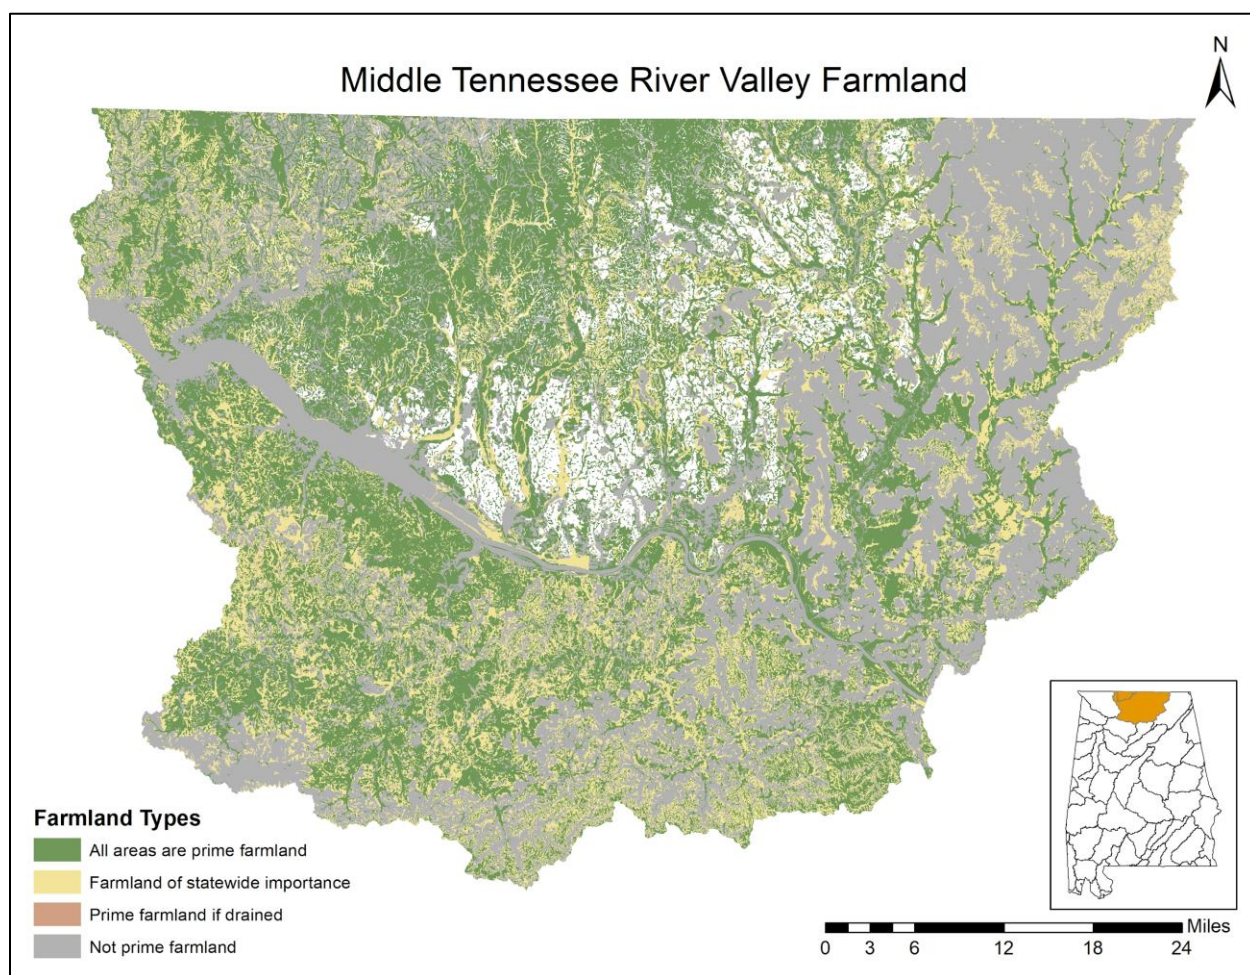 Middle Tennessee River Valley Farmland
N
Farmland Types
All areas are prime farmland
Farmland of statewide importance
Prime farmland if drained
Not prime farmland
Miles
0 3 6 12 18 24